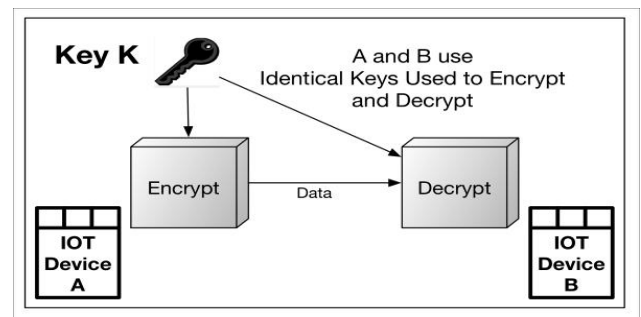 Key K
A and B use
Identical Keys Used to Encrypt
and Decrypt
Encrypt
Data
Decrypt
IOT
Device
A
IOT
Device
B